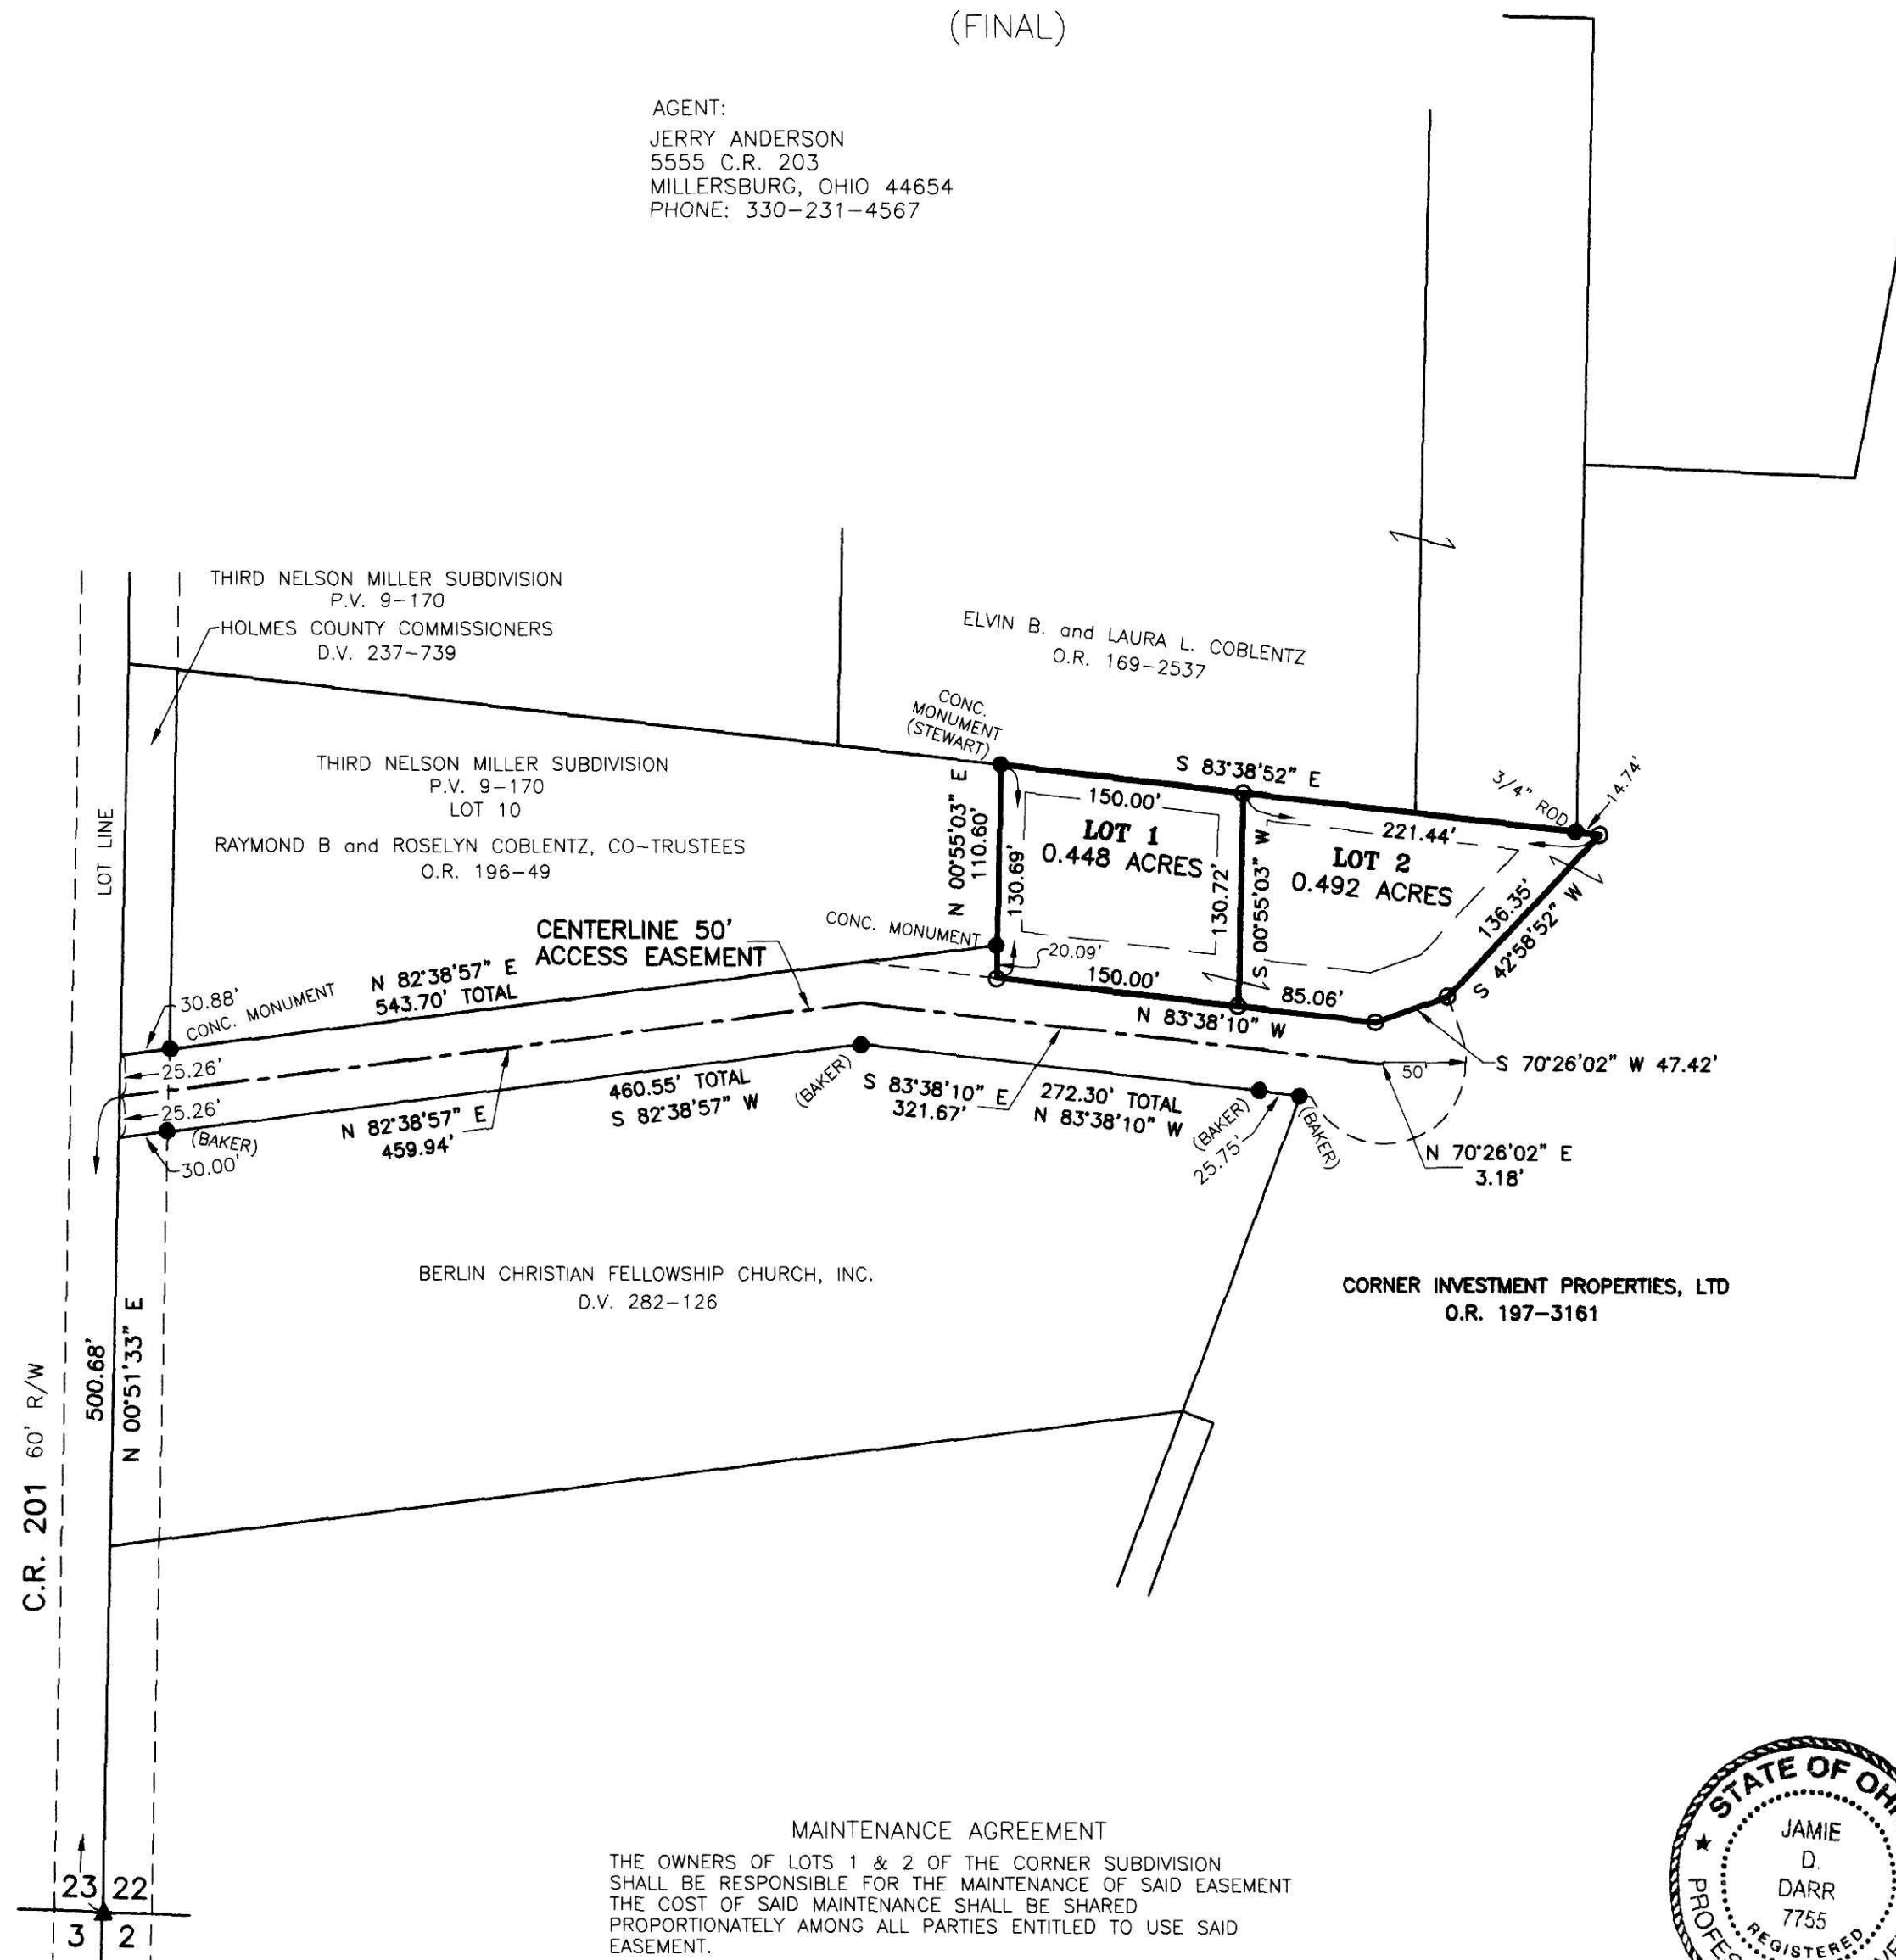 (FINAL)
AGENT:
JERRY ANDERSON
5555 C.R. 203
MILLERSBURG, OHIO 44654
PHONE: 330-231-4567
THIRD NELSON MILLER SUBDIVISION
P.V. 9-170
HOLMES COUNTY COMMISSIONERS
D.V. 237-739
ELVIN B. and LAURA L. COBLENTZ
O.R. 169-2537
CONC.
MONUMENT
(STEWART)
THIRD NELSON MILLER SUBDIVISION
P.V. 9-170
LOT 10
RAYMOND B and ROSELYN COBLENTZ, CO-TRUSTEES
O.R. 196-49
LOT LINE
S 83°38'52" E
3/4" ROD
14.74'
N 00°55'03" E
110.60'
130.69'
150.00'
LOT 1
0.448 ACRES
130.72'
S 00°55'03" W
221.44'
LOT 2
0.492 ACRES
136.35'
S 42°58'52" W
CONC. MONUMENT
20.09'
150.00'
85.06'
N 83°38'10" W
CENTERLINE 50'
ACCESS EASEMENT
N 82°38'57" E
543.70' TOTAL
30.88'
CONC. MONUMENT
25.26'
25.26'
(BAKER)
30.00'
N 82°38'57" E
459.94'
460.55' TOTAL
S 82°38'57" W
(BAKER)
S 83°38'10" E
321.67'
272.30' TOTAL
N 83°38'10" W
(BAKER)
25.75'
(BAKER)
50'
S 70°26'02" W 47.42'
N 70°26'02" E
3.18'
BERLIN CHRISTIAN FELLOWSHIP CHURCH, INC.
D.V. 282-126
CORNER INVESTMENT PROPERTIES, LTD
O.R. 197-3161
C.R. 201 60' R/W
500.68'
N 00°51'33" E
23 22
3 2
MAINTENANCE AGREEMENT
THE OWNERS OF LOTS 1 & 2 OF THE CORNER SUBDIVISION
SHALL BE RESPONSIBLE FOR THE MAINTENANCE OF SAID EASEMENT
THE COST OF SAID MAINTENANCE SHALL BE SHARED
PROPORTIONATELY AMONG ALL PARTIES ENTITLED TO USE SAID
EASEMENT.
STATE OF OH
JAMIE
D.
DARR
7755
REGISTERED
PROFES